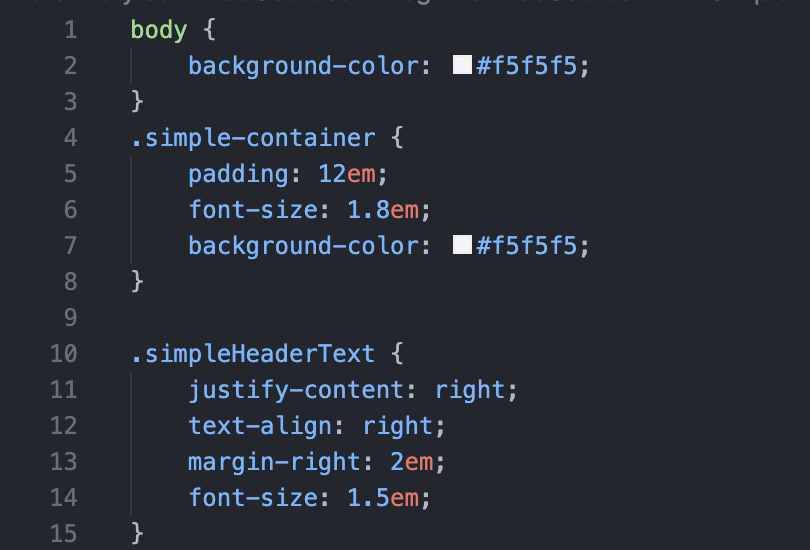 1 body {
2 background-color: #f5f5f5;
3 }
4 .simple-container {
5 padding: 12em;
6 font-size: 1.8em;
7 background-color: #f5f5f5;
8 }
9
10 .simpleHeaderText {
11 justify-content: right;
12 text-align: right;
13 margin-right: 2em;
14 font-size: 1.5em;
15 }